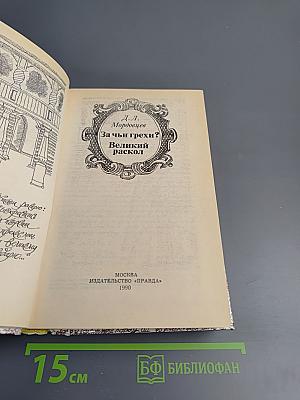 Д. Л.
Мордовцев
За чьи грехи?
Великий
раскол
МОСКВА
ИЗДАТЕЛЬСТВО «ПРАВДА»
1990
15 см
БФ БИБЛИОФАН